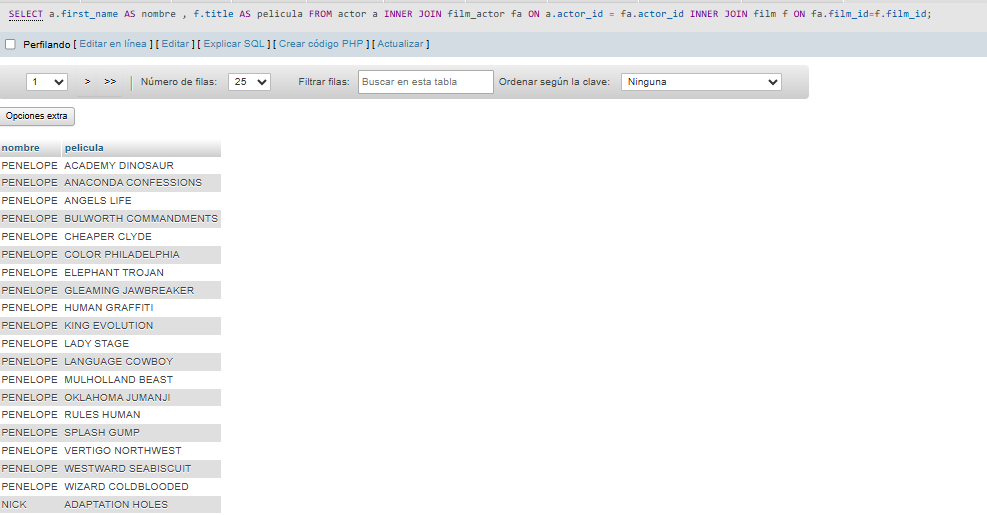 SELECT a.first_name AS nombre , f.title AS pelicula FROM actor a INNER JOIN film_actor fa ON a.actor_id = fa.actor_id INNER JOIN film f ON fa.film_id=f.film_id;
Perfilando [ Editar en línea ] [ Editar ] [ Explicar SQL ] [ Crear código PHP ] [ Actualizar ]
1 > >> Número de filas: 25 Filtrar filas: Buscar en esta tabla Ordenar según la clave: Ninguna
Opciones extra
nombre pelicula
PENELOPE ACADEMY DINOSAUR
PENELOPE ANACONDA CONFESSIONS
PENELOPE ANGELS LIFE
PENELOPE BULWORTH COMMANDMENTS
PENELOPE CHEAPER CLYDE
PENELOPE COLOR PHILADELPHIA
PENELOPE ELEPHANT TROJAN
PENELOPE GLEAMING JAWBREAKER
PENELOPE HUMAN GRAFFITI
PENELOPE KING EVOLUTION
PENELOPE LADY STAGE
PENELOPE LANGUAGE COWBOY
PENELOPE MULHOLLAND BEAST
PENELOPE OKLAHOMA JUMANJI
PENELOPE RULES HUMAN
PENELOPE SPLASH GUMP
PENELOPE VERTIGO NORTHWEST
PENELOPE WESTWARD SEABISCUIT
PENELOPE WIZARD COLDBLOODED
NICK ADAPTATION HOLES